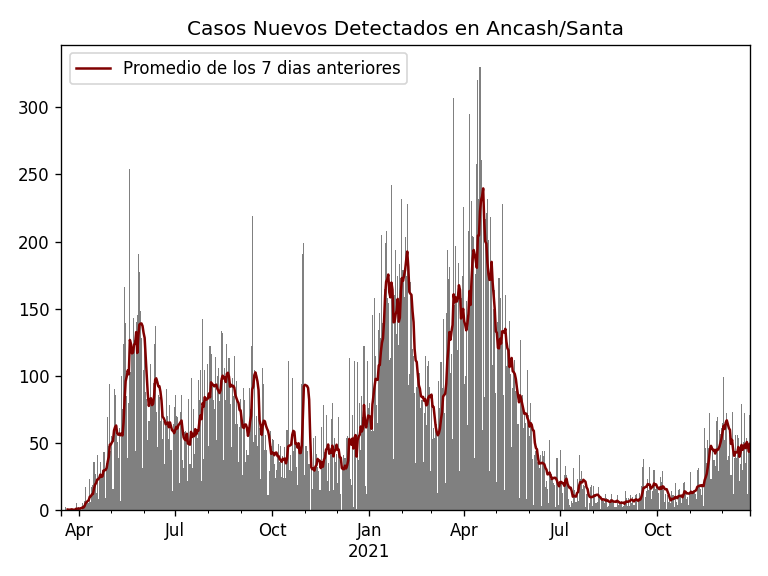 Casos Nuevos Detectados en Ancash/Santa
Promedio de los 7 dias anteriores
300
250
200
150
100
50
0
Apr Jul Oct Jan Apr Jul Oct
2021